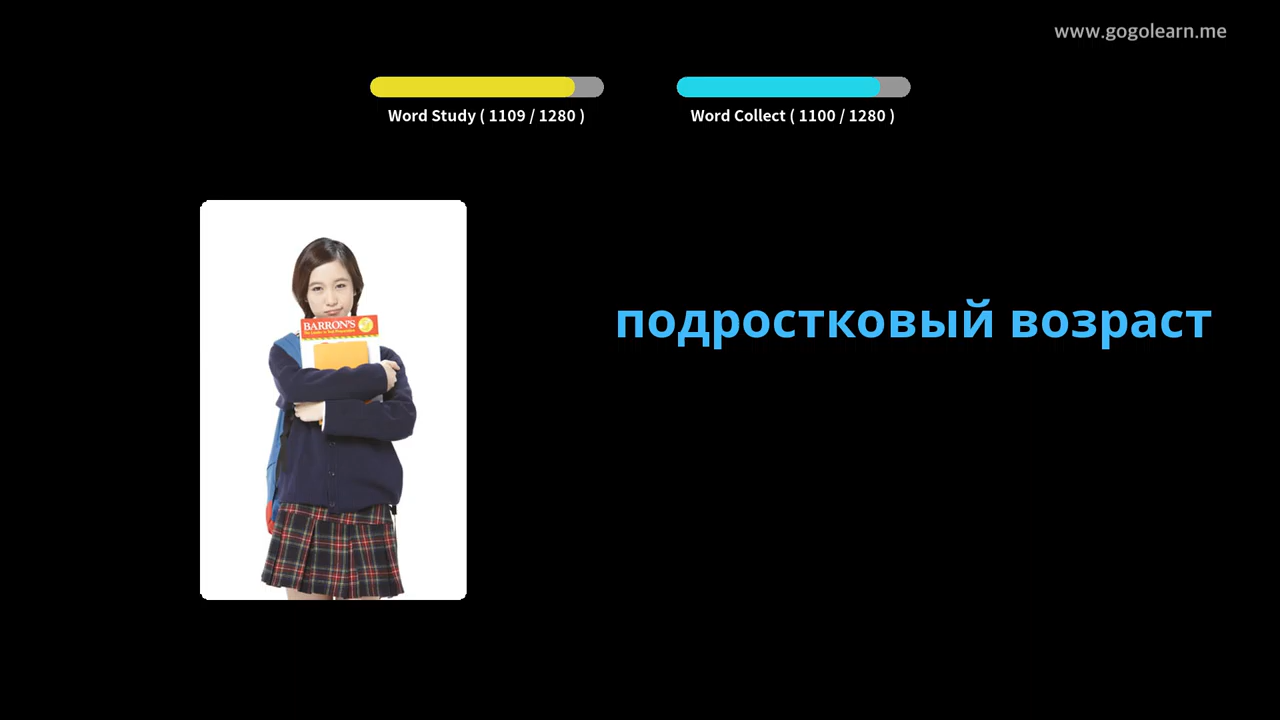 www.gogolearn.me
Word Study ( 1109 / 1280 )
Word Collect ( 1100 / 1280 )
BARRON'S
подростковый возраст